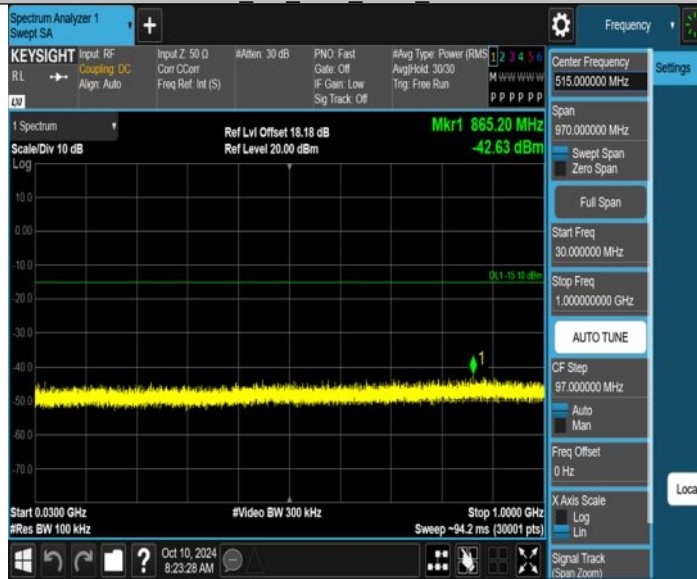 Spectrum Analyzer 1
Swept SA
Frequency
KEYSIGHT
RL
Input: RF
Coupling: DC
Align: Auto
Input Z: 50 Ω
Corr CCorr
Freq Ref: Int (S)
#Atten: 30 dB
PNO: Fast
Gate: Off
IF Gain: Low
Sig Track: Off
#Avg Type: Power (RMS
Avg|Hold: 30/30
Trig: Free Run
1 2 3 4 5 6
M W W W W W
P P P P P P
LXI
1 Spectrum
Scale/Div 10 dB
Log
Ref Lvl Offset 18.18 dB
Ref Level 20.00 dBm
Mkr1 865.20 MHz
-42.63 dBm
10.0
0.00
-10.0
-20.0
-30.0
-40.0
-50.0
-60.0
-70.0
DL1 -15.10 dBm
1
Start 0.0300 GHz
#Res BW 100 kHz
#Video BW 300 kHz
Stop 1.0000 GHz
Sweep ~94.2 ms (30001 pts)
?
Oct 10, 2024
8:23:28 AM
Center Frequency
515.000000 MHz
Span
970.000000 MHz
Swept Span
Zero Span
Full Span
Start Freq
30.000000 MHz
Stop Freq
1.000000000 GHz
AUTO TUNE
CF Step
97.000000 MHz
Auto
Man
Freq Offset
0 Hz
X Axis Scale
Log
Lin
Signal Track
(Span Zoom)
Settings
Loca